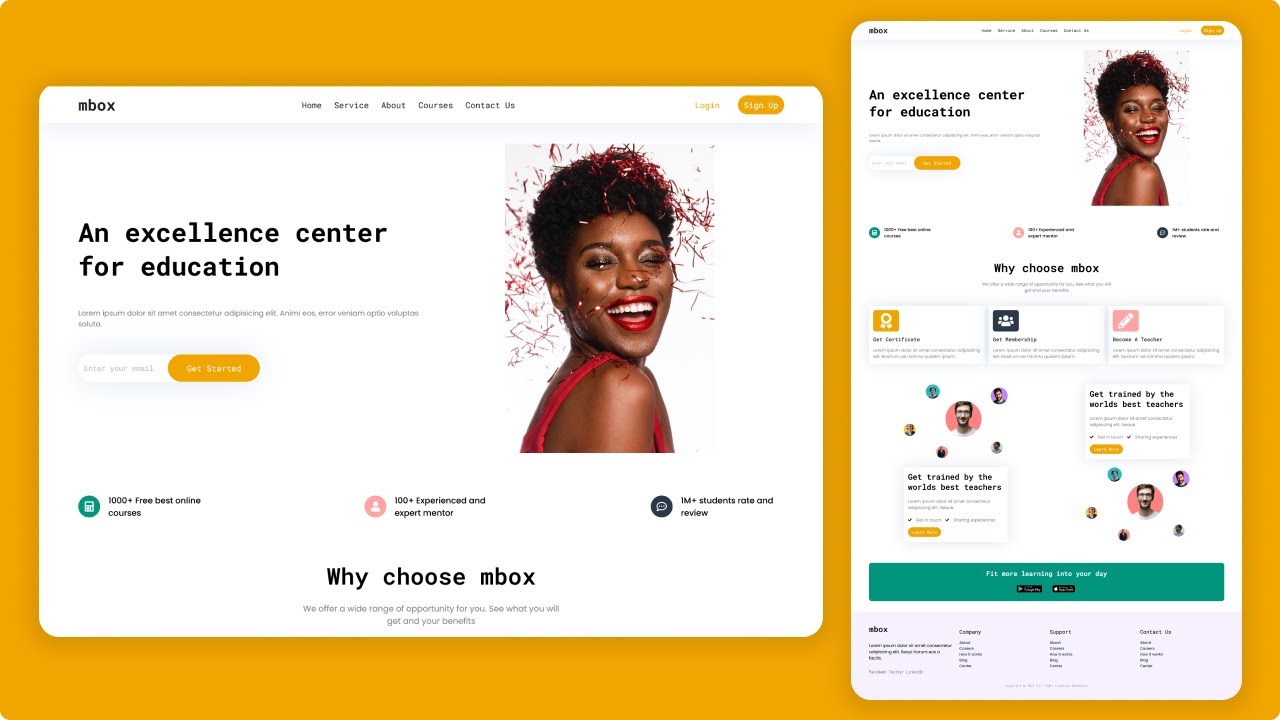 mbox
Home Service About Courses Contact Us
Login
Sign Up
An excellence center
for education
Lorem ipsum dolor sit amet consectetur adipisicing elit. Animi eos, error veniam optio voluptas
soluta.
Enter your email
Get Started
1000+ Free best online
courses
100+ Experienced and
expert mentor
1M+ students rate and
review
Why choose mbox
We offer a wide range of opportunity for you. See what you will
get and your benefits
mbox
Home Service About Courses Contact Us
Login
Sign Up
An excellence center
for education
Lorem ipsum dolor sit amet consectetur adipisicing elit. Animi eos, error veniam optio voluptas
soluta.
Enter your email
Get Started
1000+ Free best online
courses
100+ Experienced and
expert mentor
1M+ students rate and
review
Why choose mbox
We offer a wide range of opportunity for you. See what you will
get and your benefits
Get Certificate
Lorem ipsum dolor sit amet consectetur adipisicing
elit. Nostrum rem minima quidem ipsam.
Get Membership
Lorem ipsum dolor sit amet consectetur adipisicing
elit. Nostrum rem minima quidem ipsam.
Become A Teacher
Lorem ipsum dolor sit amet consectetur adipisicing
elit. Nostrum rem minima quidem ipsam.
Get trained by the
worlds best teachers
Lorem ipsum dolor sit amet consectetur
adipisicing elit. Neque.
Get in touch Sharing experiences
Learn More
Get trained by the
worlds best teachers
Lorem ipsum dolor sit amet consectetur
adipisicing elit. Neque.
Get in touch Sharing experiences
Learn More
Fit more learning into your day
Google Play
App Store
mbox
Lorem ipsum dolor sit amet consectetur
adipisicing elit. Sequi harum eos a
facilis.
Facebook Twitter LinkedIn
Company
About
Careers
How it works
Blog
Center
Support
About
Careers
How it works
Blog
Center
Contact Us
About
Careers
How it works
Blog
Center